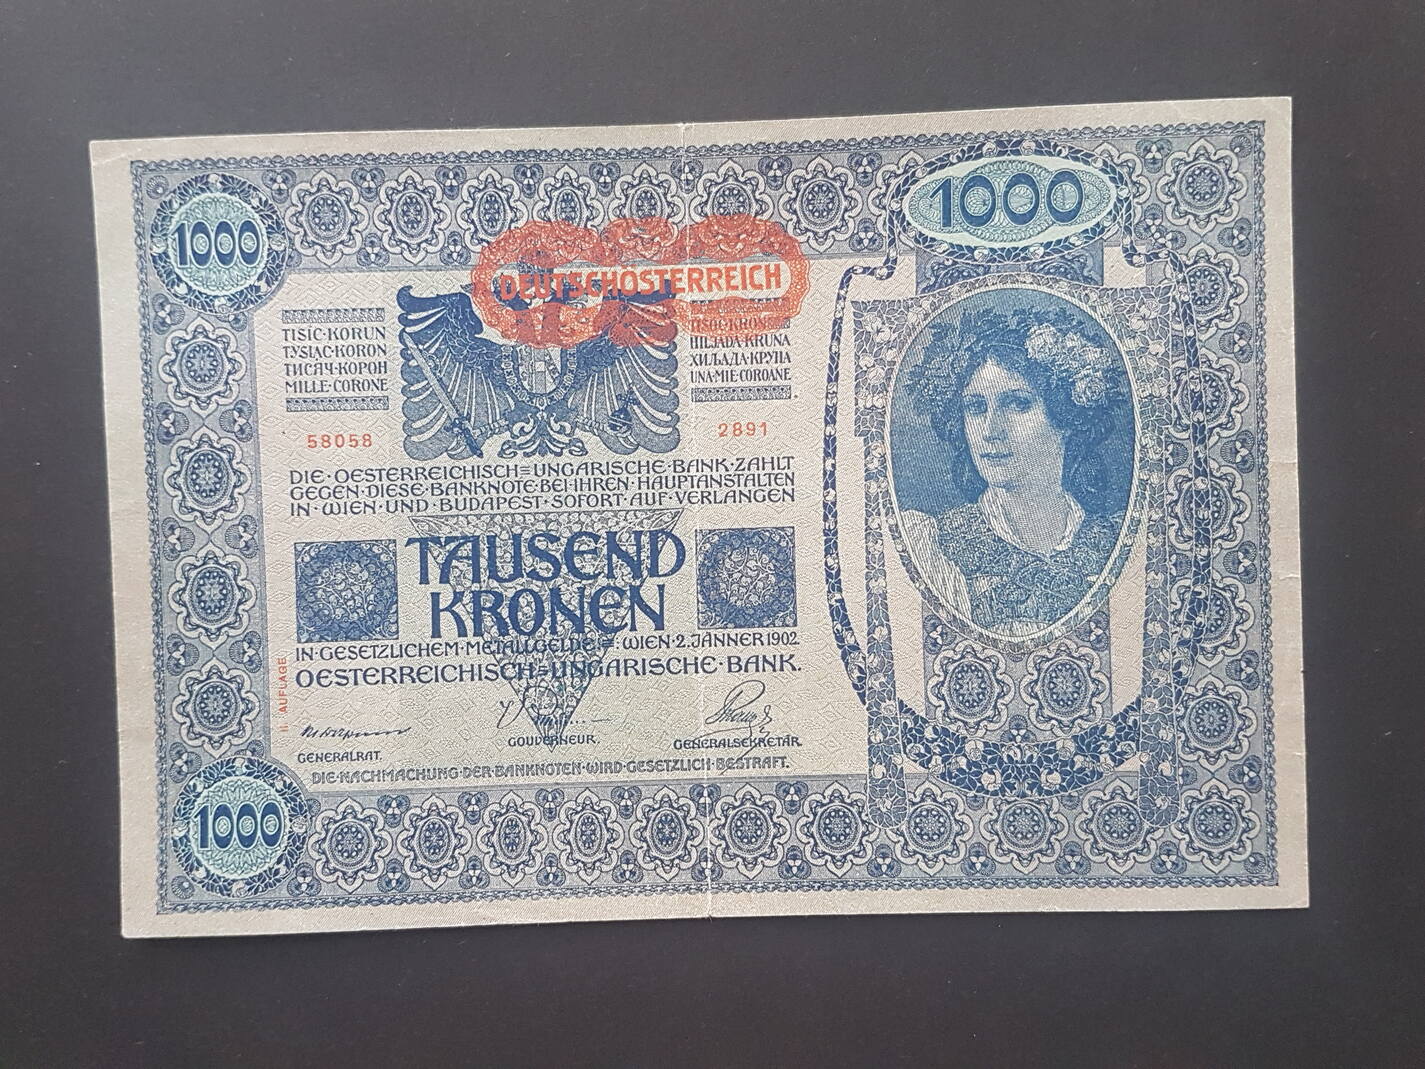 1000
1000
DEUTSCHÖSTERREICH
TISÍC·KORUN
TYSIĄC·KORON
ТИСЯЧ·КОРОН
MILLE·CORONE
HILJADA·KRUNA
ХИЉАДА·КРУНА
UNA·MIE·COROANE
58058
2891
DIE·OESTERREICHISCH=UNGARISCHE·BANK·ZAHLT
GEGEN·DIESE·BANKNOTE·BEI·IHREN·HAUPTANSTALTEN
IN·WIEN·UND·BUDAPEST·SOFORT·AUF·VERLANGEN
TAUSEND
KRONEN
IN·GESETZLICHEM·METALLGELDE·=·WIEN·2·JÄNNER 1902
OESTERREICHISCH=UNGARISCHE·BANK.
II. AUFLAGE
GENERALRAT.
GOUVERNEUR.
GENERALSEKRETÄR.
DIE·NACHMACHUNG·DER·BANKNOTEN·WIRD·GESETZLICH·BESTRAFT.
1000